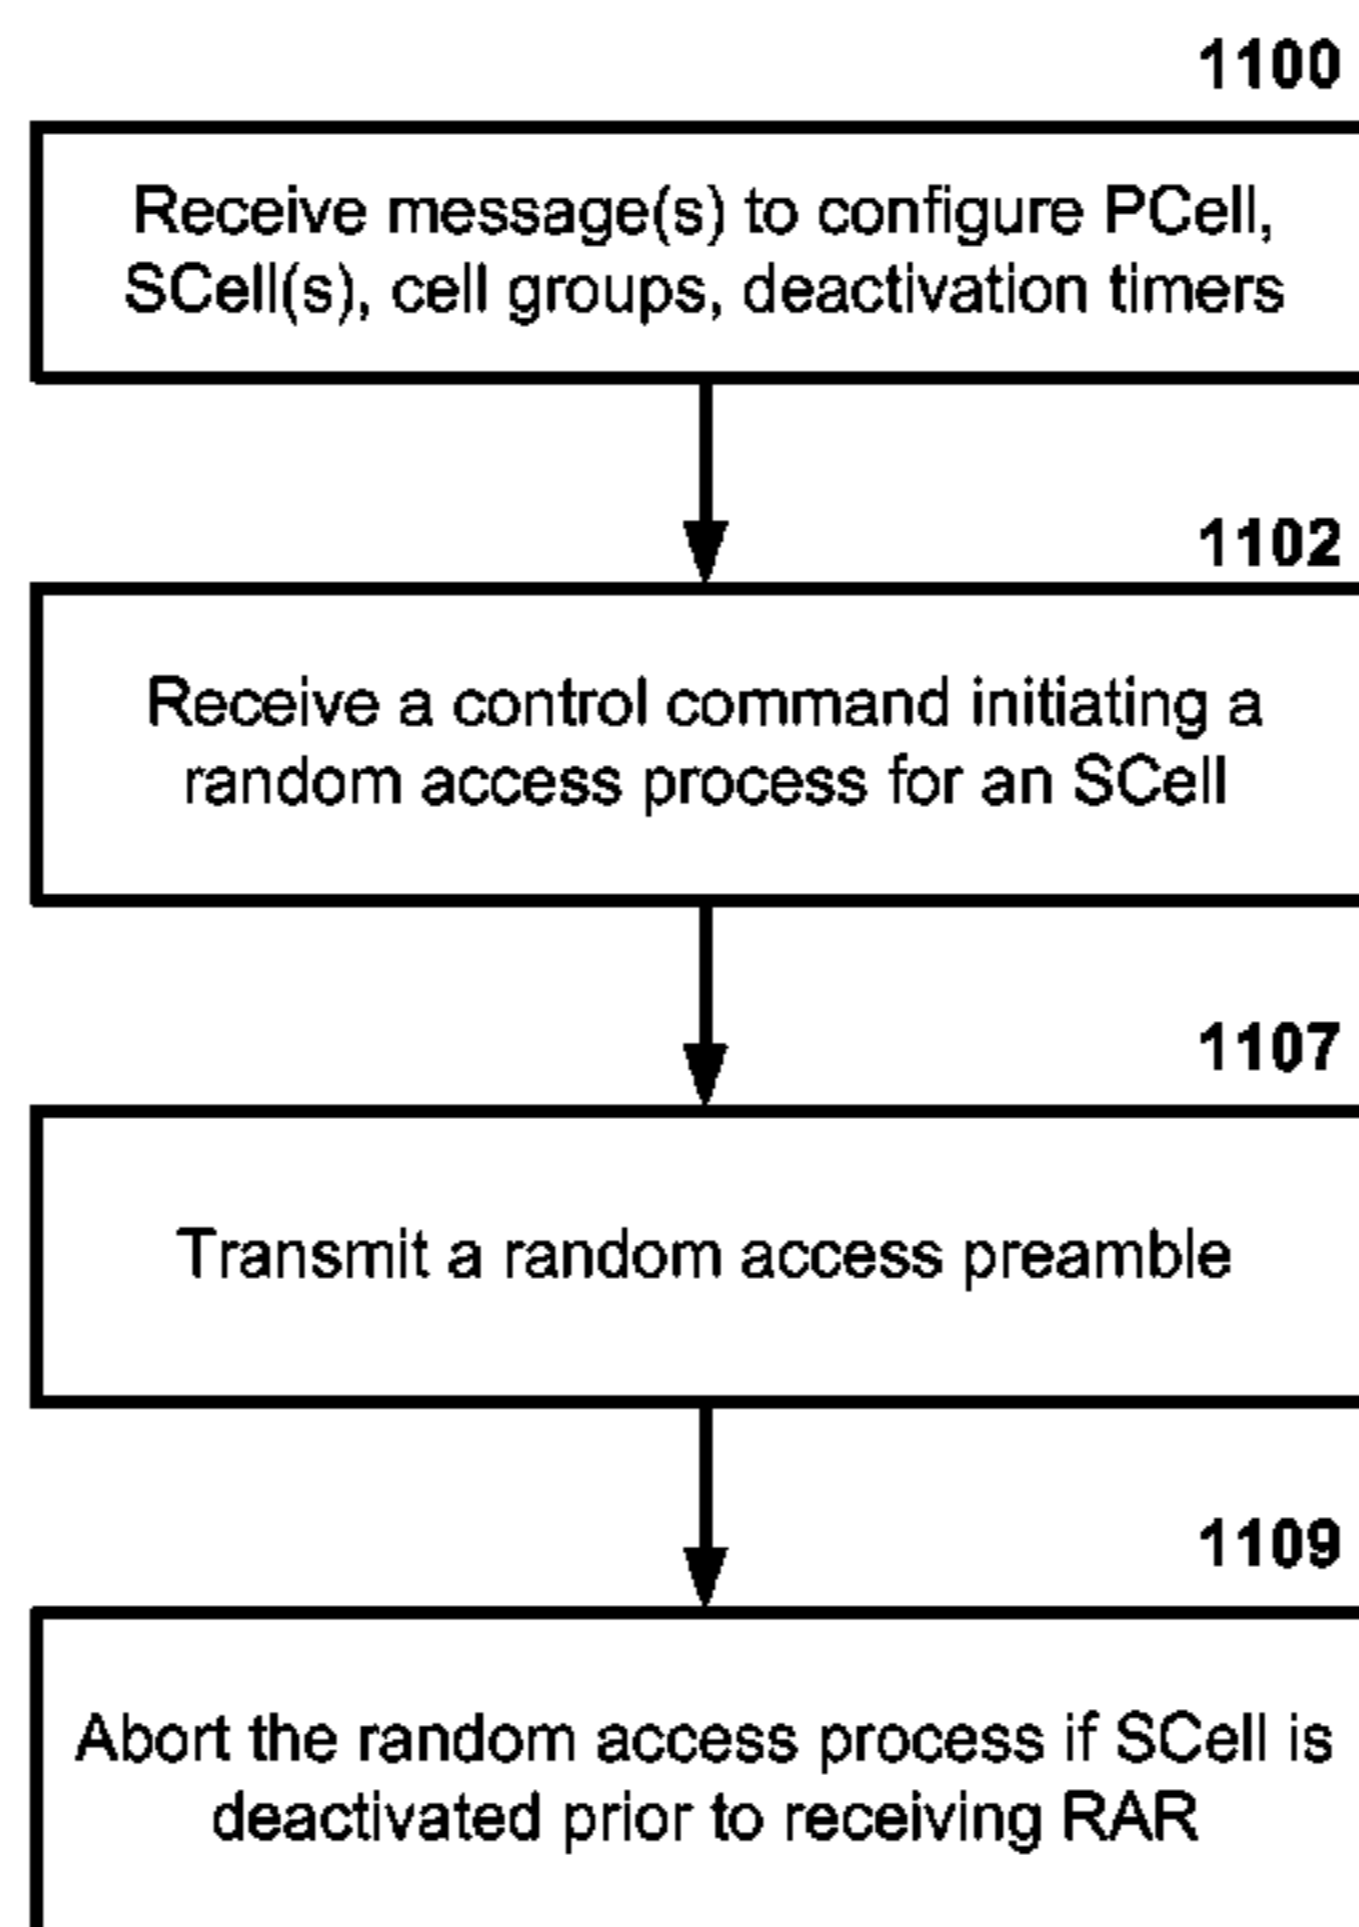 1100
Receive message(s) to configure PCell,
SCell(s), cell groups, deactivation timers
1102
Receive a control command initiating a
random access process for an SCell
1107
Transmit a random access preamble
1109
Abort the random access process if SCell is
deactivated prior to receiving RAR